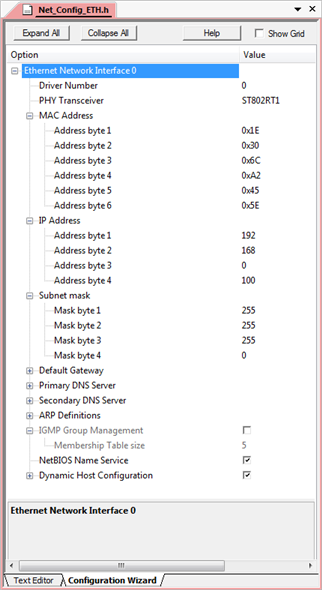 Net_Config_ETH.h
Expand All Collapse All Help Show Grid
Option Value
Ethernet Network Interface 0
Driver Number 0
PHY Transceiver ST802RT1
MAC Address
Address byte 1 0x1E
Address byte 2 0x30
Address byte 3 0x6C
Address byte 4 0xA2
Address byte 5 0x45
Address byte 6 0x5E
IP Address
Address byte 1 192
Address byte 2 168
Address byte 3 0
Address byte 4 100
Subnet mask
Mask byte 1 255
Mask byte 2 255
Mask byte 3 255
Mask byte 4 0
Default Gateway
Primary DNS Server
Secondary DNS Server
ARP Definitions
IGMP Group Management
Membership Table size 5
NetBIOS Name Service
Dynamic Host Configuration
Ethernet Network Interface 0
Text Editor Configuration Wizard